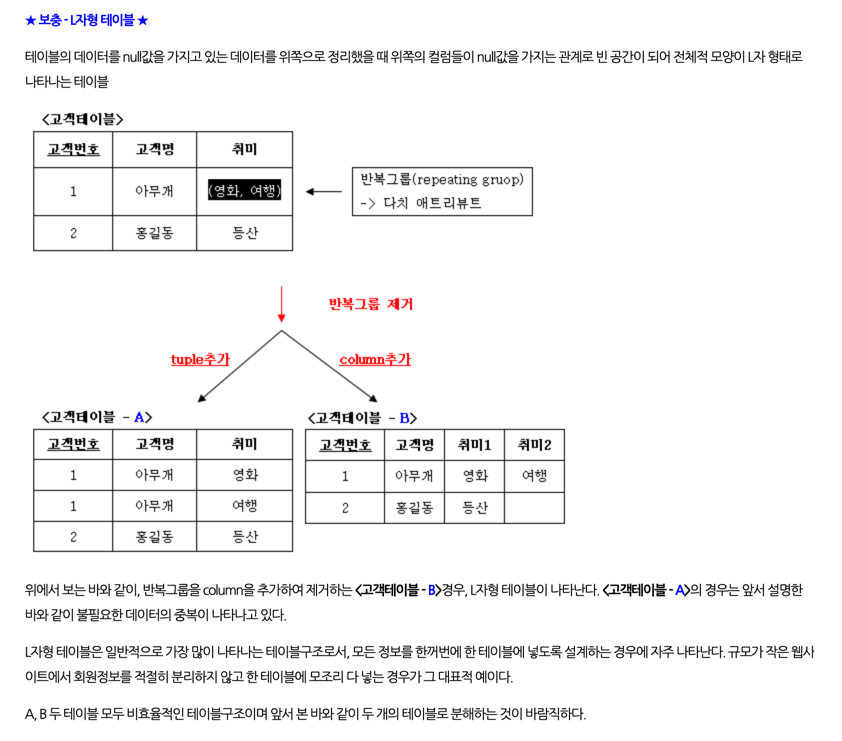 ★ 보충 - L자형 테이블 ★
테이블의 데이터를 null값을 가지고 있는 데이터를 위쪽으로 정리했을 때 위쪽의 컬럼들이 null값을 가지는 관계로 빈 공간이 되어 전체적 모양이 L자 형태로
나타나는 테이블
<고객테이블>
고객번호 고객명 취미
1 아무개 (영화, 여행)
2 홍길동 등산
반복그룹(repeating gruop)
-> 다치 애트리뷰트
반복그룹 제거
tuple추가 column추가
<고객테이블 - A>
고객번호 고객명 취미
1 아무개 영화
1 아무개 여행
2 홍길동 등산
<고객테이블 - B>
고객번호 고객명 취미1 취미2
1 아무개 영화 여행
2 홍길동 등산
위에서 보는 바와 같이, 반복그룹을 column을 추가하여 제거하는 <고객테이블 - B>경우, L자형 테이블이 나타난다. <고객테이블 - A>의 경우는 앞서 설명한
바와 같이 불필요한 데이터의 중복이 나타나고 있다.
L자형 테이블은 일반적으로 가장 많이 나타나는 테이블구조로서, 모든 정보를 한꺼번에 한 테이블에 넣도록 설계하는 경우에 자주 나타난다. 규모가 작은 웹사
이트에서 회원정보를 적절히 분리하지 않고 한 테이블에 모조리 다 넣는 경우가 그 대표적 예이다.
A, B 두 테이블 모두 비효율적인 테이블구조이며 앞서 본 바와 같이 두 개의 테이블로 분해하는 것이 바람직하다.